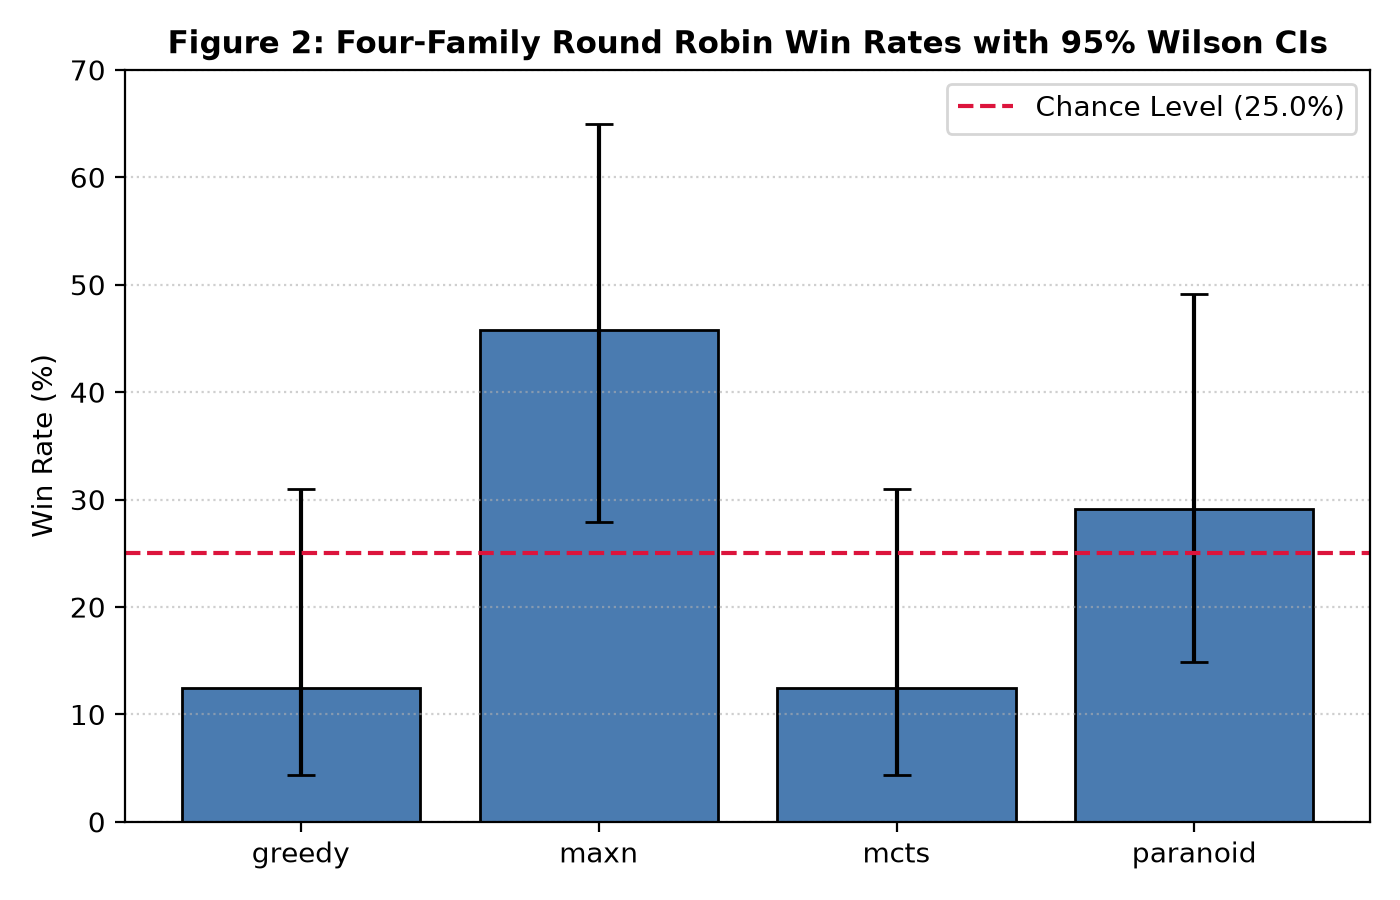 Figure 2: Four-Family Round Robin Win Rates with 95% Wilson CIs
Chance Level (25.0%)
Win Rate (%)
70
60
50
40
30
20
10
0
greedy
maxn
mcts
paranoid